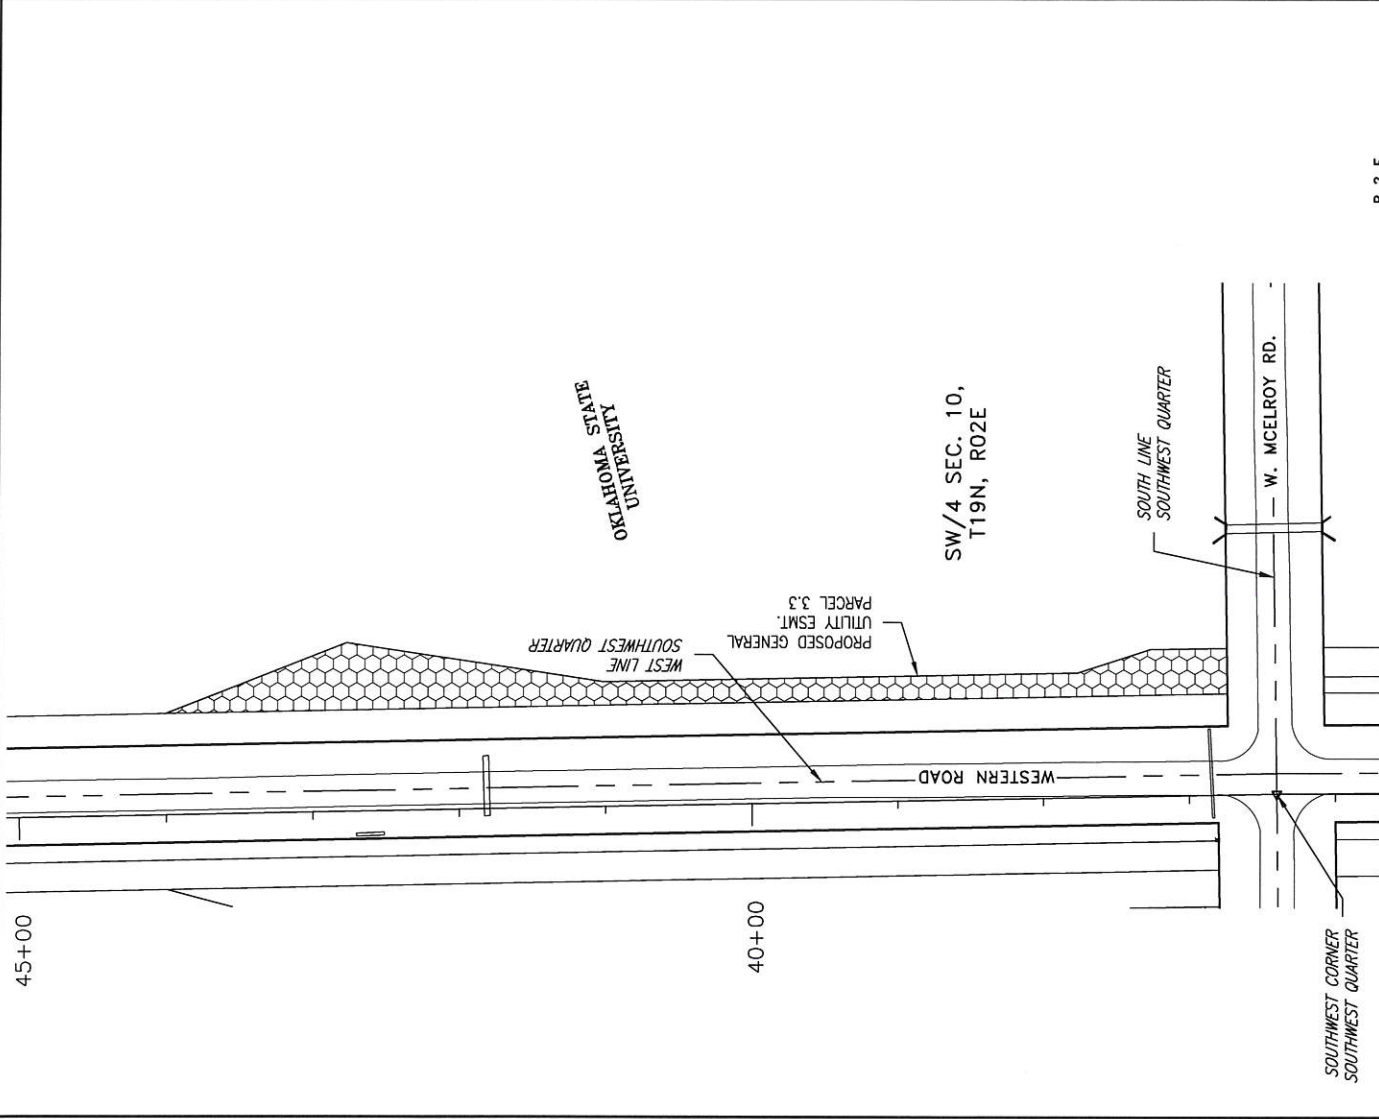 R 2 E
OKLAHOMA STATE
UNIVERSITY
SW/4 SEC. 10,
T19N, R02E
SOUTH LINE
SOUTHWEST QUARTER
W. MCELROY RD.
PROPOSED GENERAL
UTILITY ESMT.
PARCEL 3.3
WEST LINE
SOUTHWEST QUARTER
WESTERN ROAD
45+00
40+00
SOUTHWEST CORNER
SOUTHWEST QUARTER